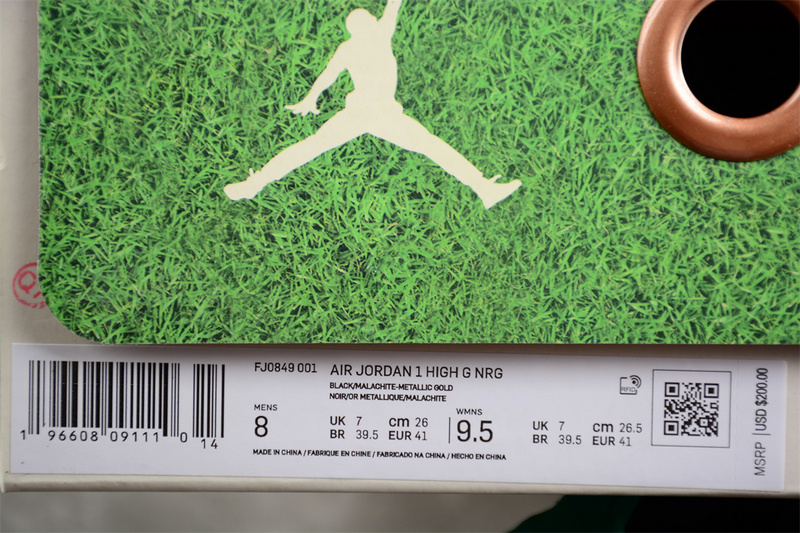 FJ0849 001 AIR JORDAN 1 HIGH G NRG
BLACK/MALACHITE-METALLIC GOLD
NOIR/OR METALLIQUE/MALACHITE
MENS
8
UK 7 cm 26
BR 39.5 EUR 41
WMNS
9.5
UK 7 cm 26.5
BR 39.5 EUR 41
MADE IN CHINA / FABRIQUE EN CHINE / FABRICADO NA CHINA / HECHO EN CHINA
1 96608 09111 0 14
RFID
MSRP | USD $200.00